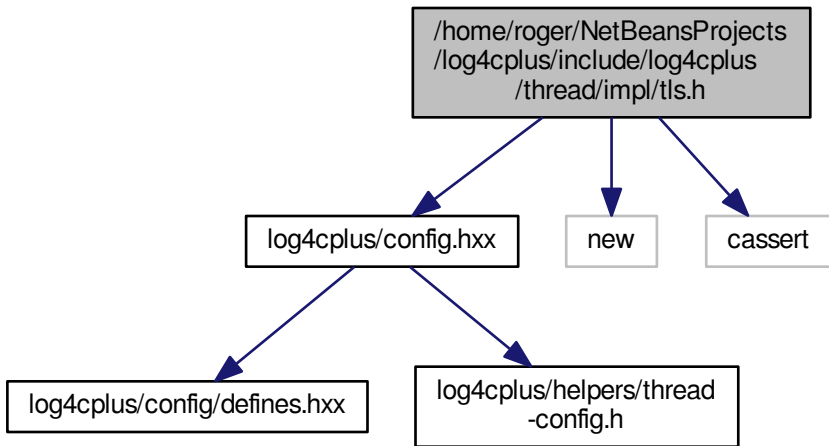 /home/roger/NetBeansProjects
/log4cplus/include/log4cplus
/thread/impl/tls.h
log4cplus/config.hxx
new
cassert
log4cplus/config/defines.hxx
log4cplus/helpers/thread
-config.h